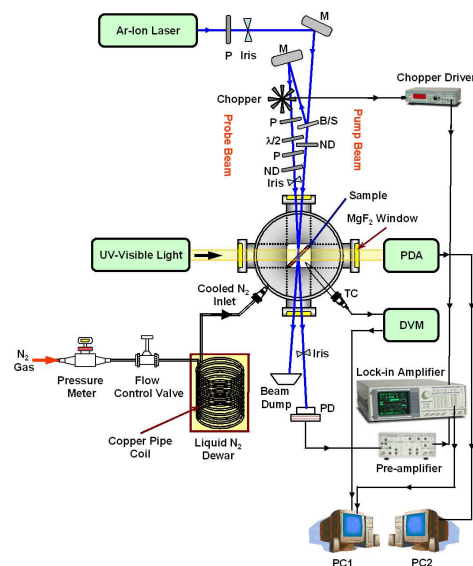 M
Ar-Ion Laser
P
Iris
M
Chopper Driver
Chopper
P
B/S
Probe Beam
Pump Beam
λ/2
P
ND
ND
Iris
Sample
MgF2 Window
UV-Visible Light
PDA
Cooled N2
Inlet
TC
DVM
N2
Gas
Iris
Pressure
Meter
Flow
Control Valve
Beam
Dump
PD
Lock-in Amplifier
Copper Pipe
Coil
Liquid N2
Dewar
Pre-amplifier
PC1
PC2